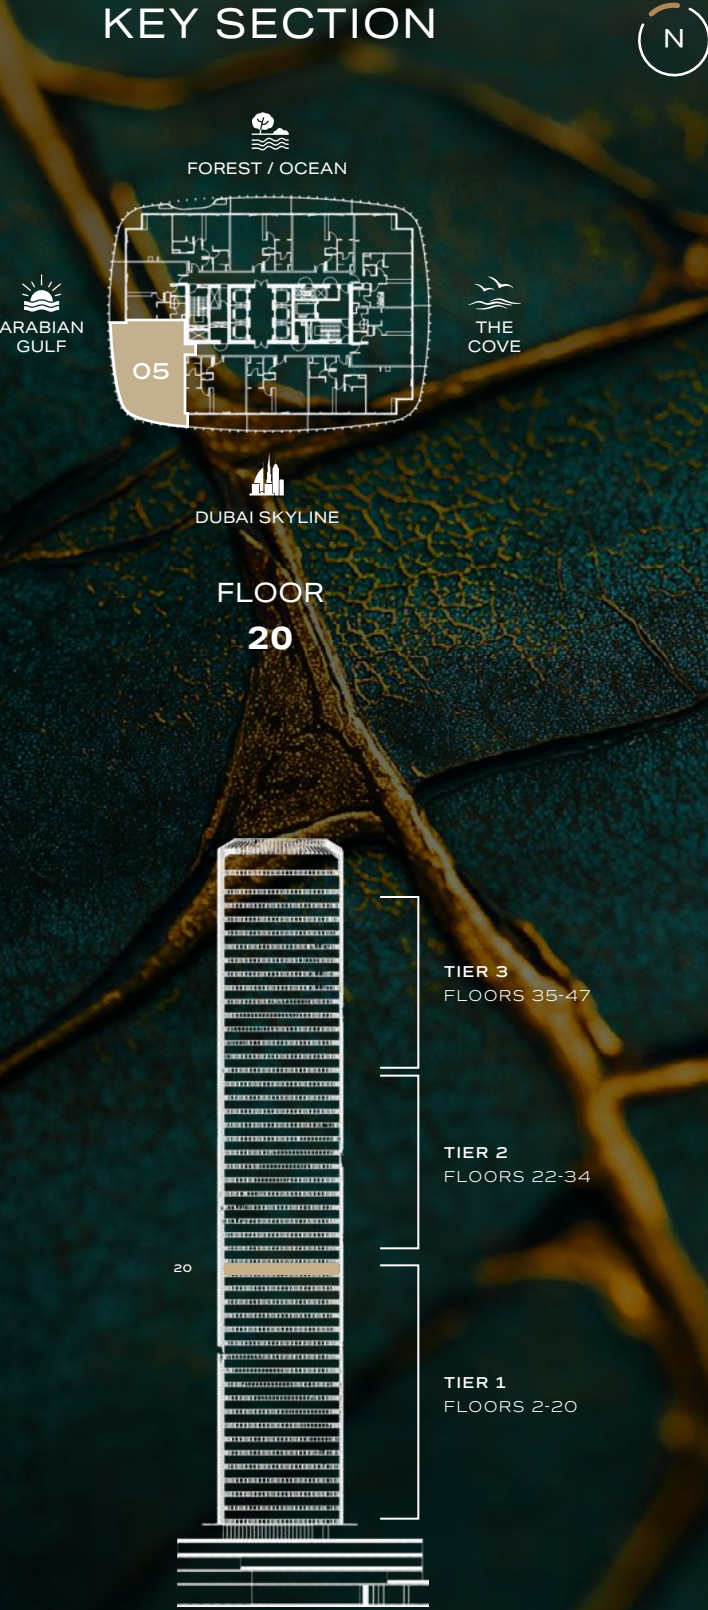 KEY SECTION
N
FOREST / OCEAN
ARABIAN
GULF
THE
COVE
05
DUBAI SKYLINE
FLOOR
20
TIER 3
FLOORS 35-47
TIER 2
FLOORS 22-34
20
TIER 1
FLOORS 2-20